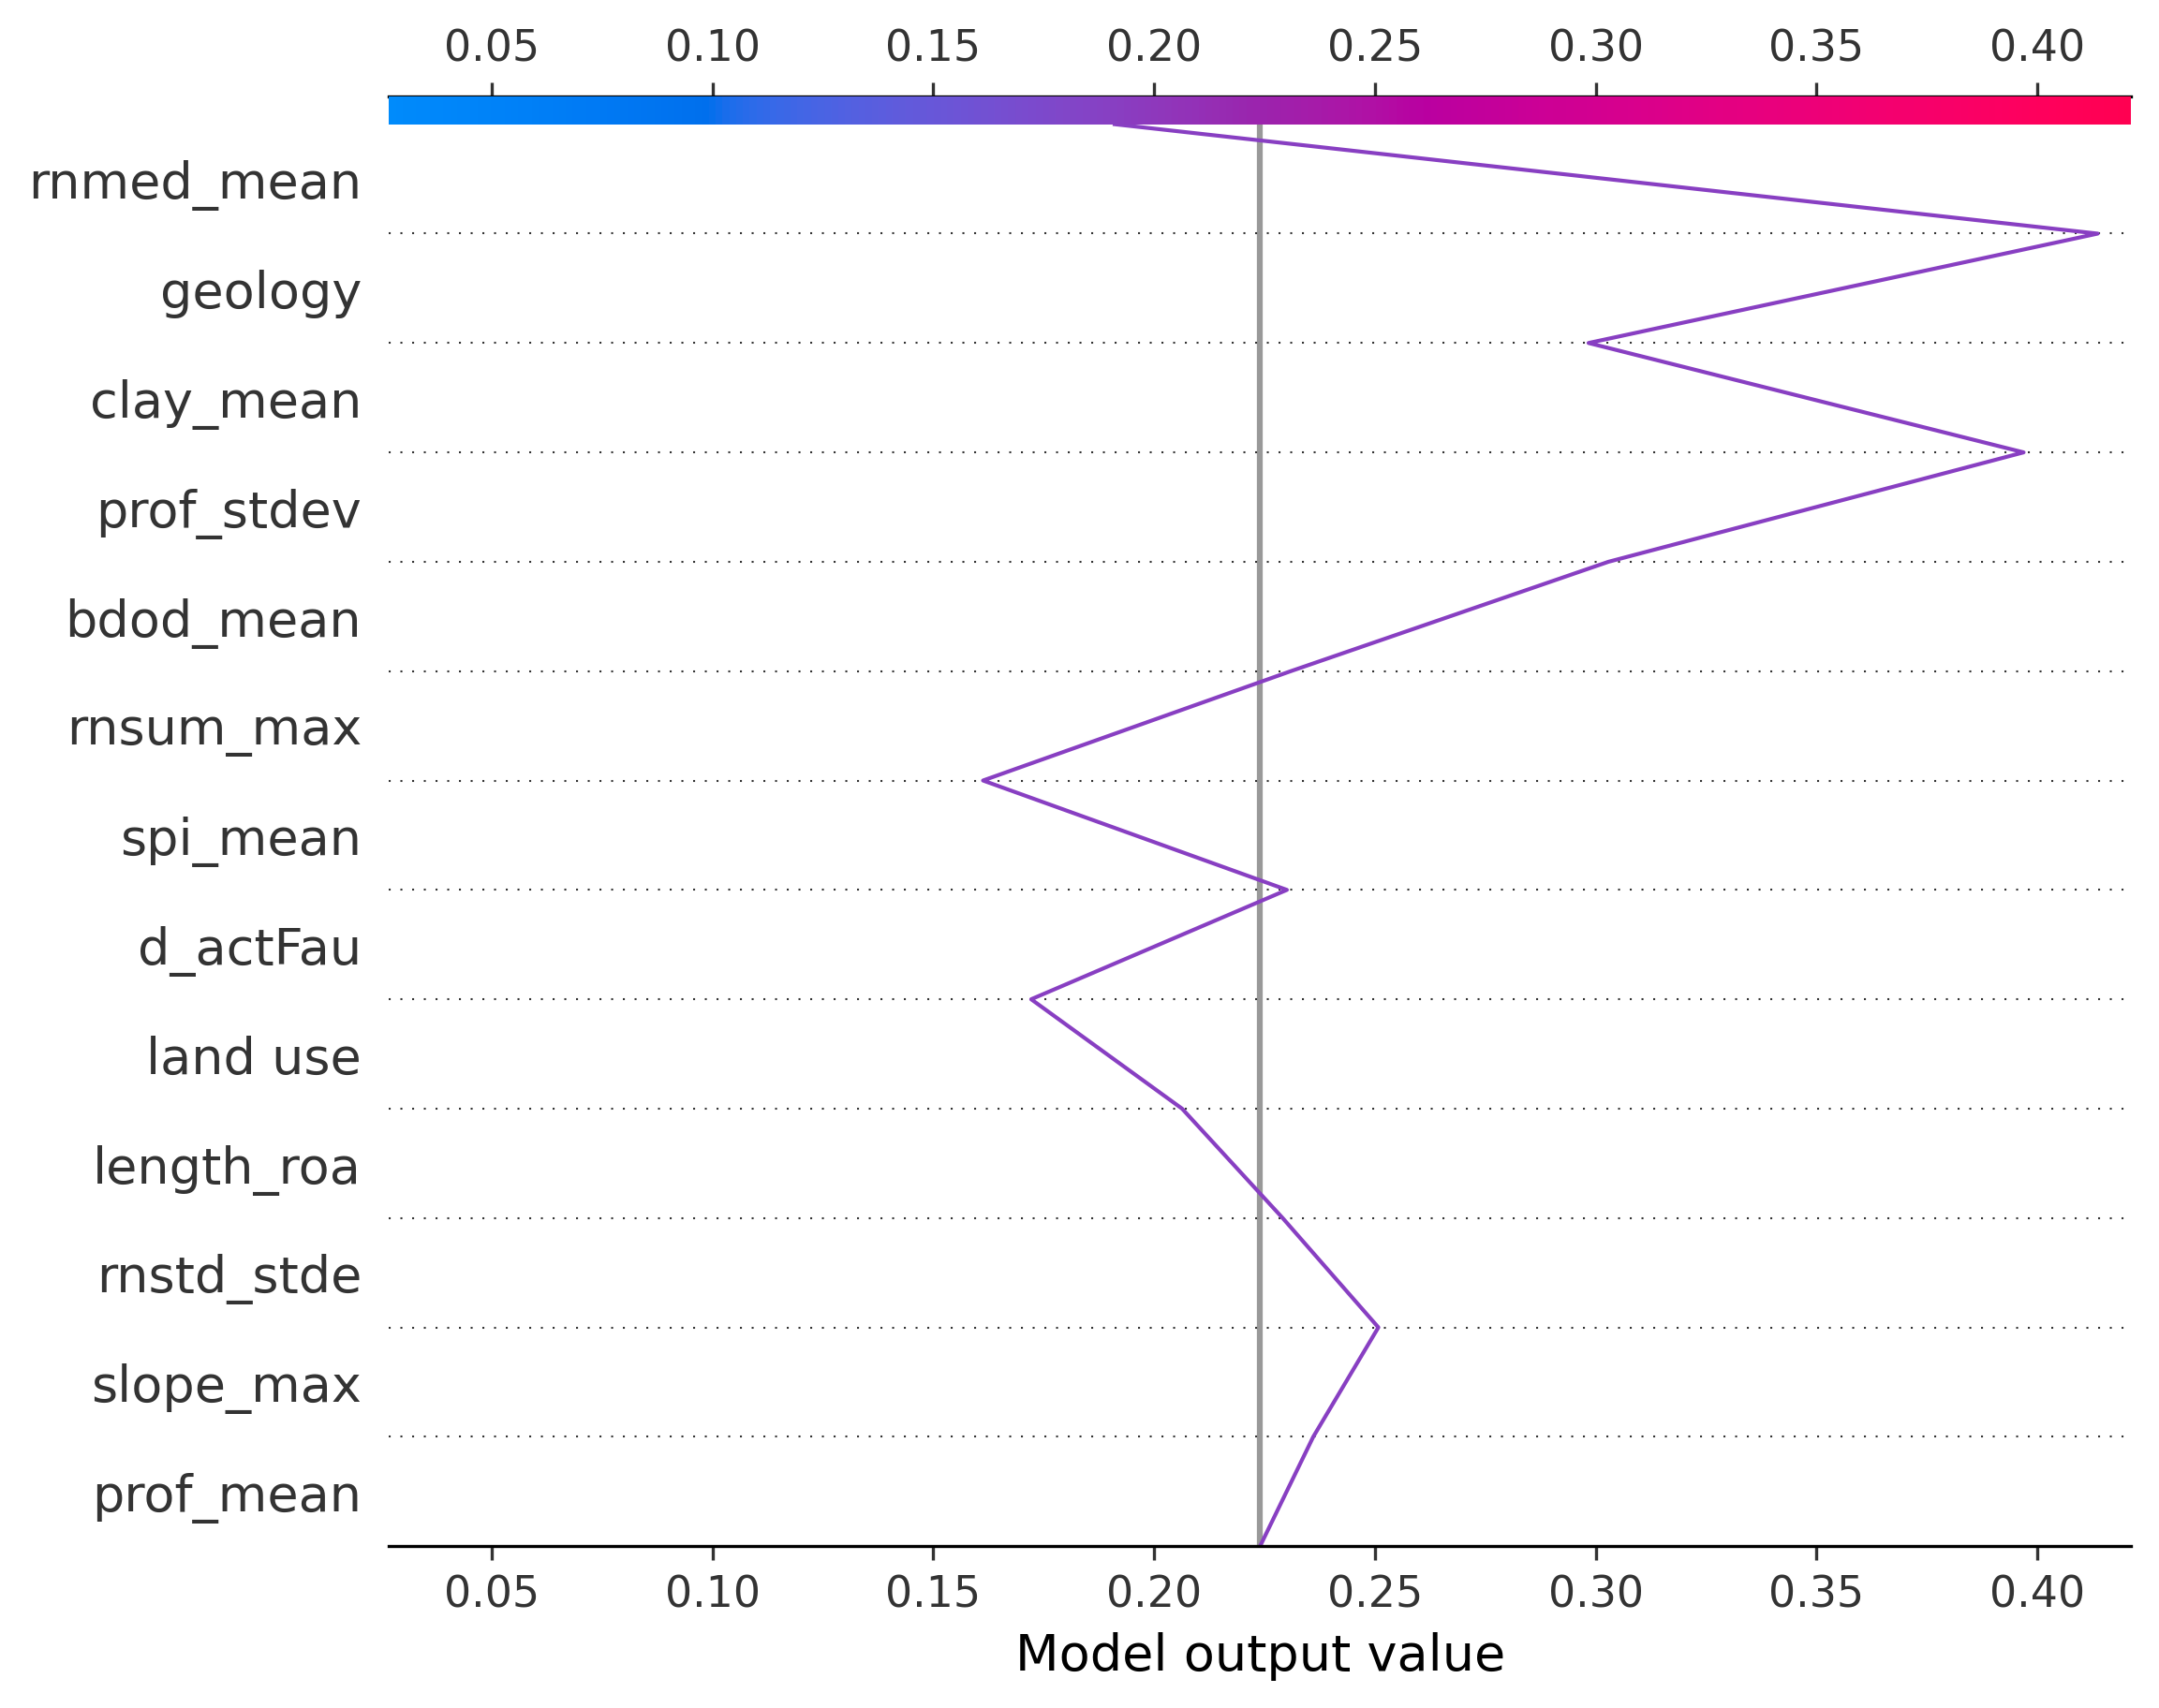 0.05 0.10 0.15 0.20 0.25 0.30 0.35 0.40
rnmed_mean
geology
clay_mean
prof_stdev
bdod_mean
rnsum_max
spi_mean
d_actFau
land use
length_roa
rnstd_stde
slope_max
prof_mean
0.05 0.10 0.15 0.20 0.25 0.30 0.35 0.40
Model output value